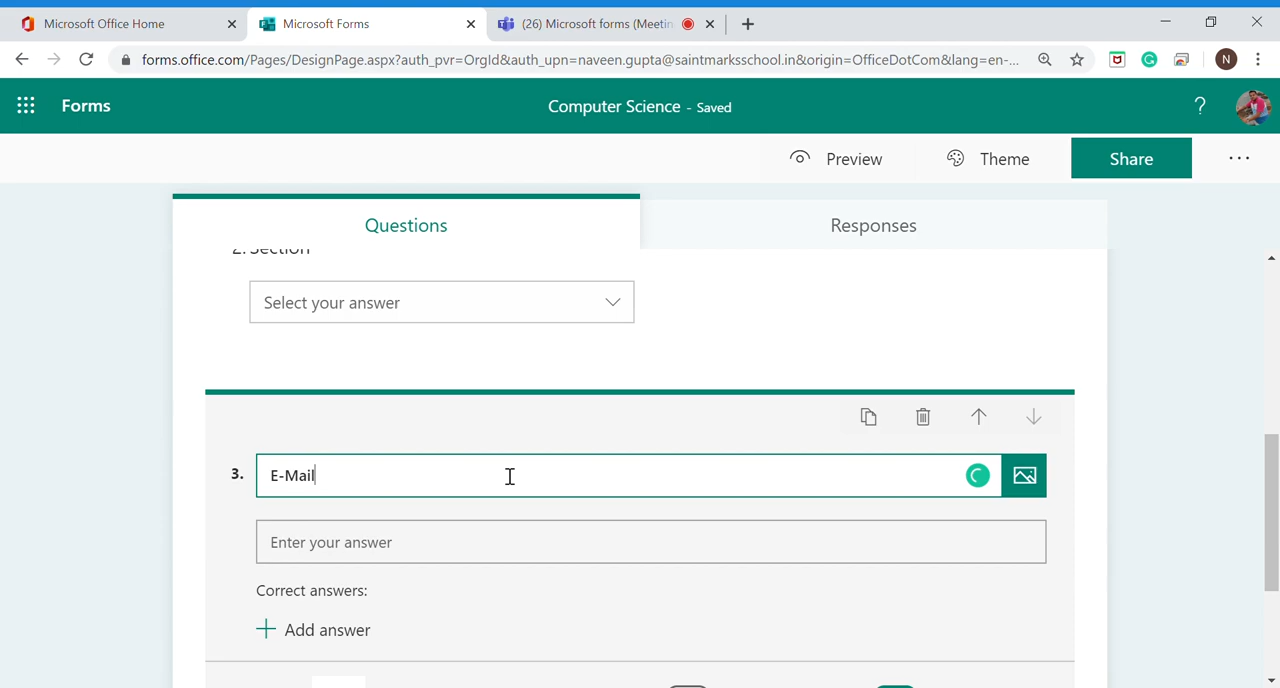 Microsoft Office Home
Microsoft Forms
(26) Microsoft forms (Meetin
forms.office.com/Pages/DesignPage.aspx?auth_pvr=OrgId&auth_upn=naveen.gupta@saintmarksschool.in&origin=OfficeDotCom&lang=en-...
N
Forms
Computer Science - Saved
?
Preview
Theme
Share
...
Questions
Responses
2. Section
Select your answer
3.
E-Mail
Enter your answer
Correct answers:
Add answer